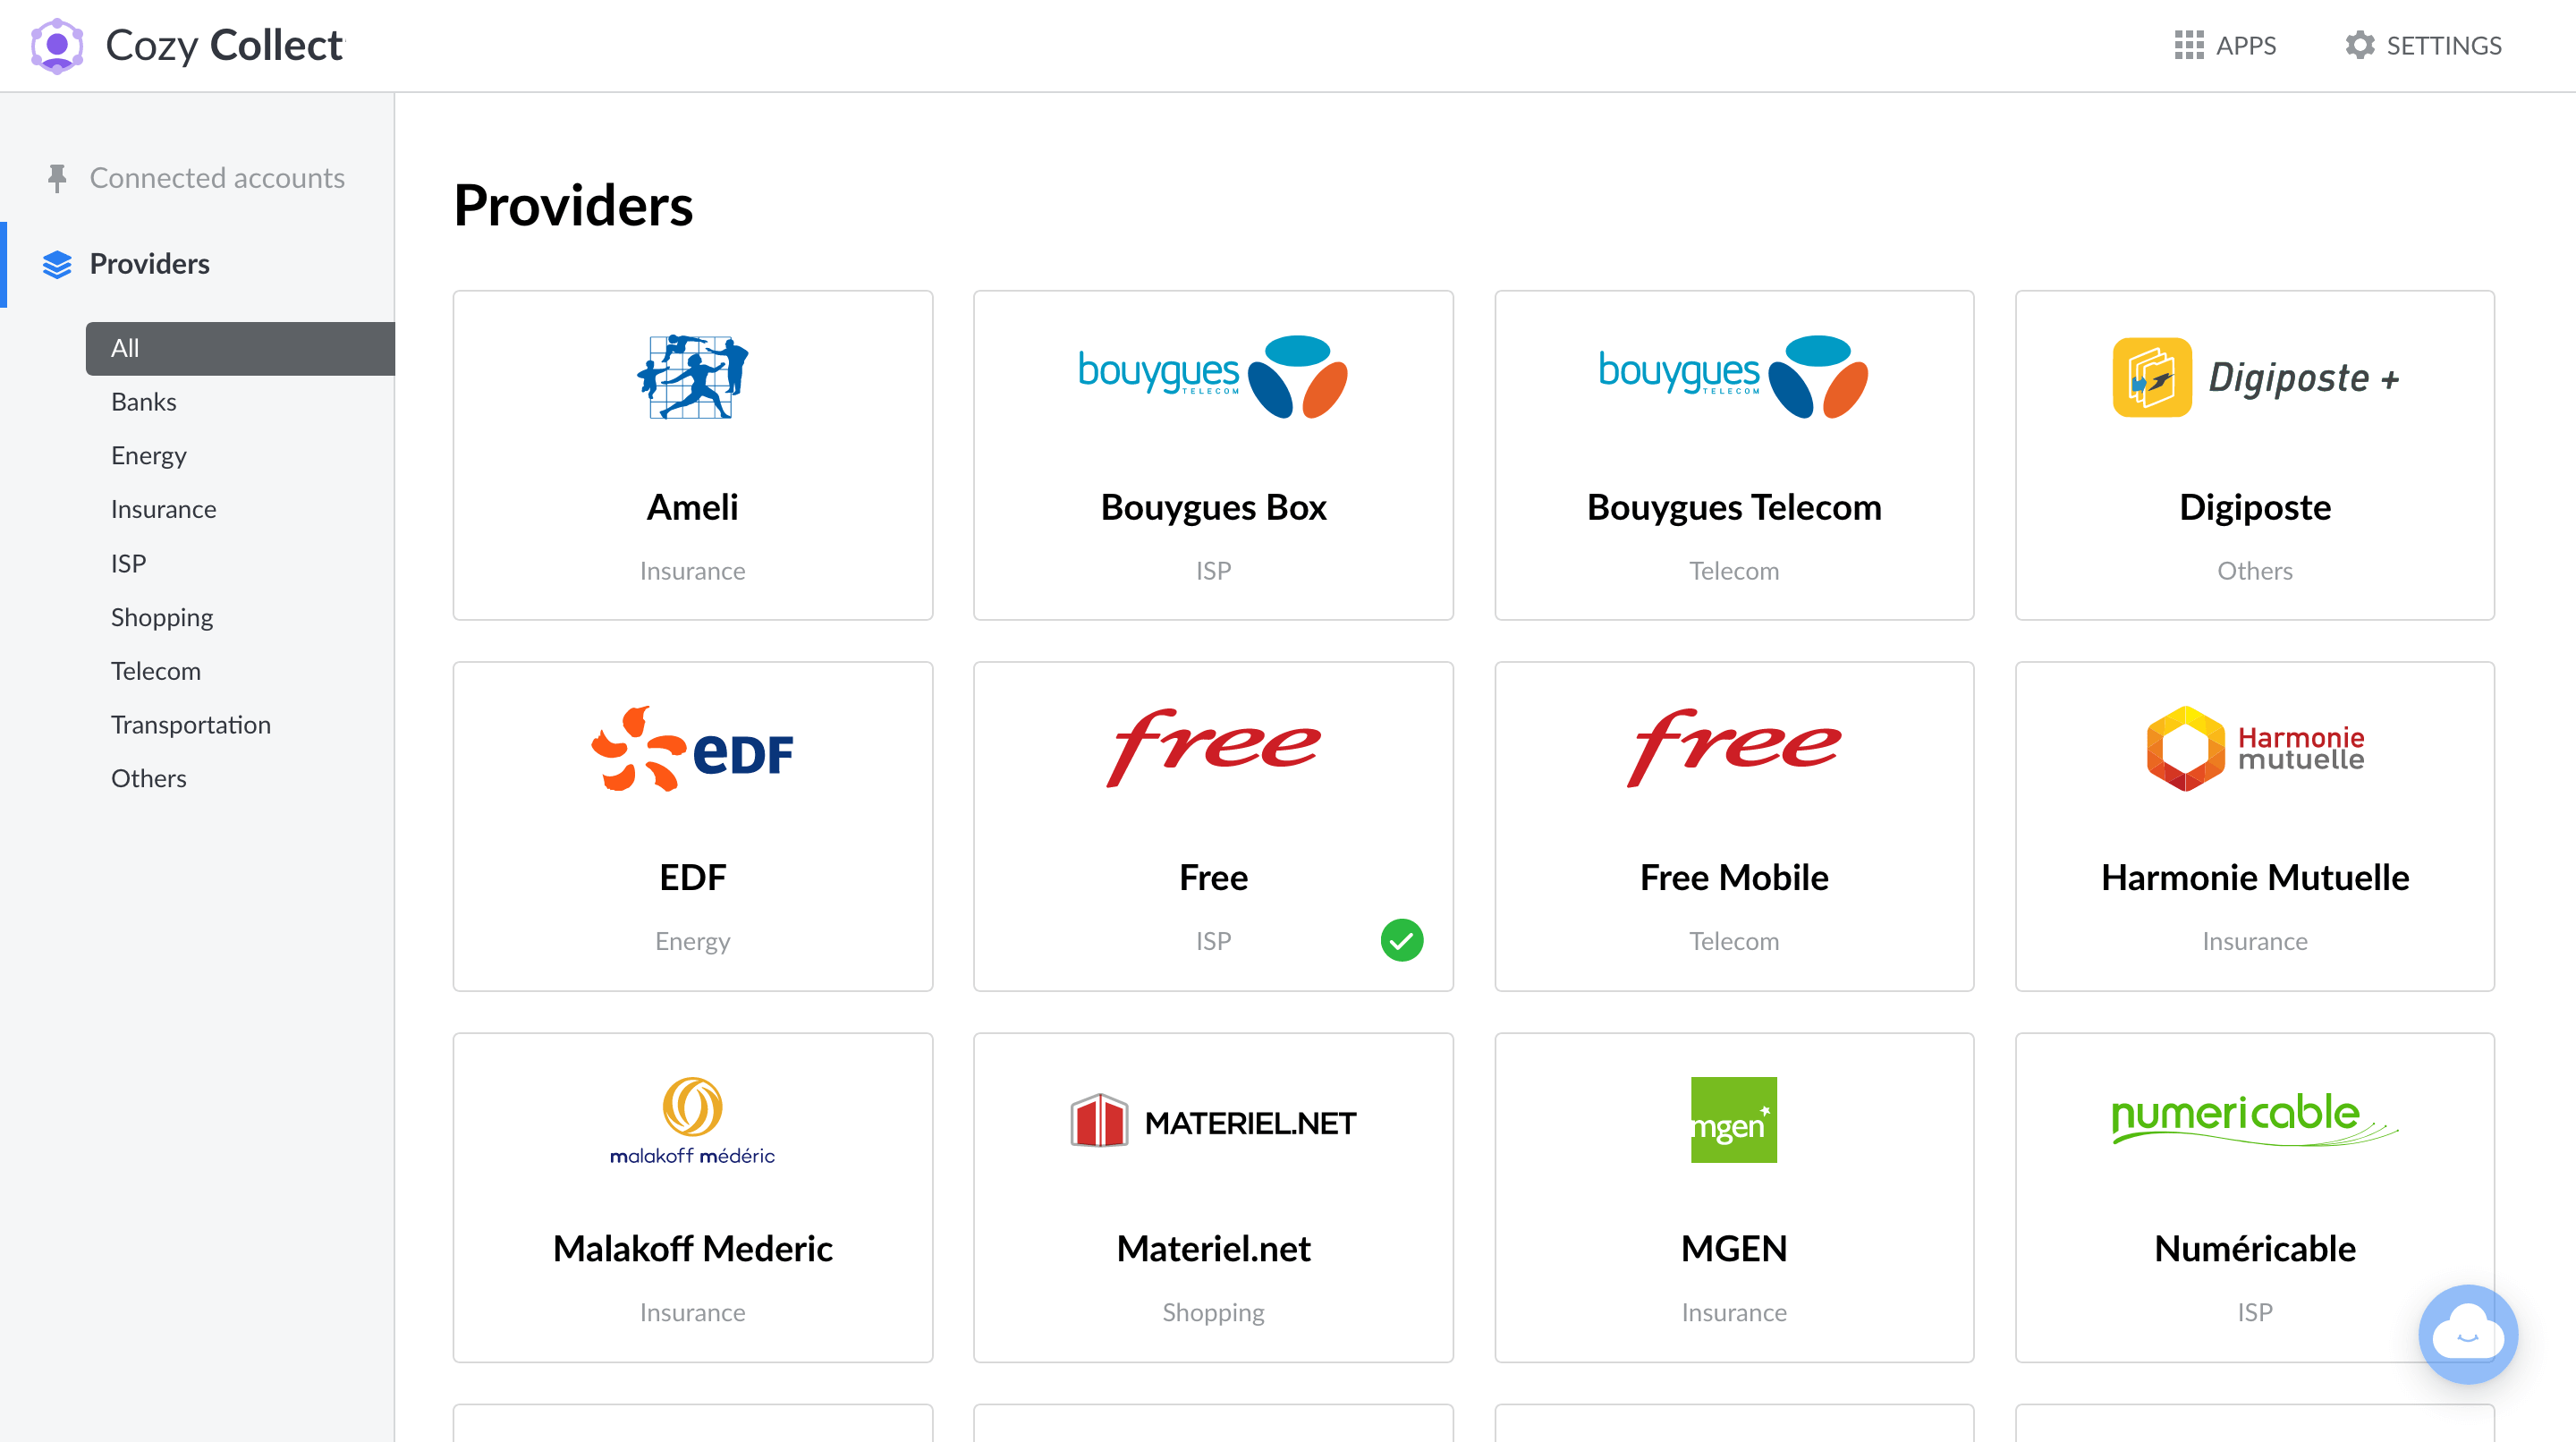 Cozy Collect
APPS
SETTINGS
Connected accounts
Providers
All
Banks
Energy
Insurance
ISP
Shopping
Telecom
Transportation
Others
Providers
Ameli
Insurance
bouygues
TELECOM
Bouygues Box
ISP
bouygues
TELECOM
Bouygues Telecom
Telecom
Digiposte +
Digiposte
Others
eDF
EDF
Energy
free
Free
ISP
free
Free Mobile
Telecom
Harmonie
mutuelle
Harmonie Mutuelle
Insurance
malakoff médéric
Malakoff Mederic
Insurance
MATERIEL.NET
Materiel.net
Shopping
mgen
MGEN
Insurance
numericable
Numéricable
ISP